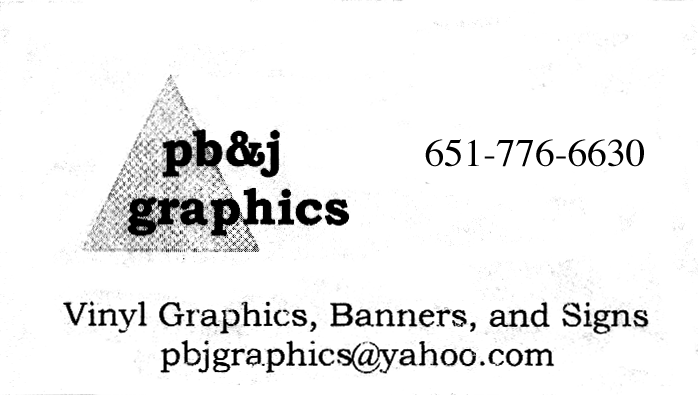 pb&j
graphics
651-776-6630
Vinyl Graphics, Banners, and Signs
pbjgraphics@yahoo.com